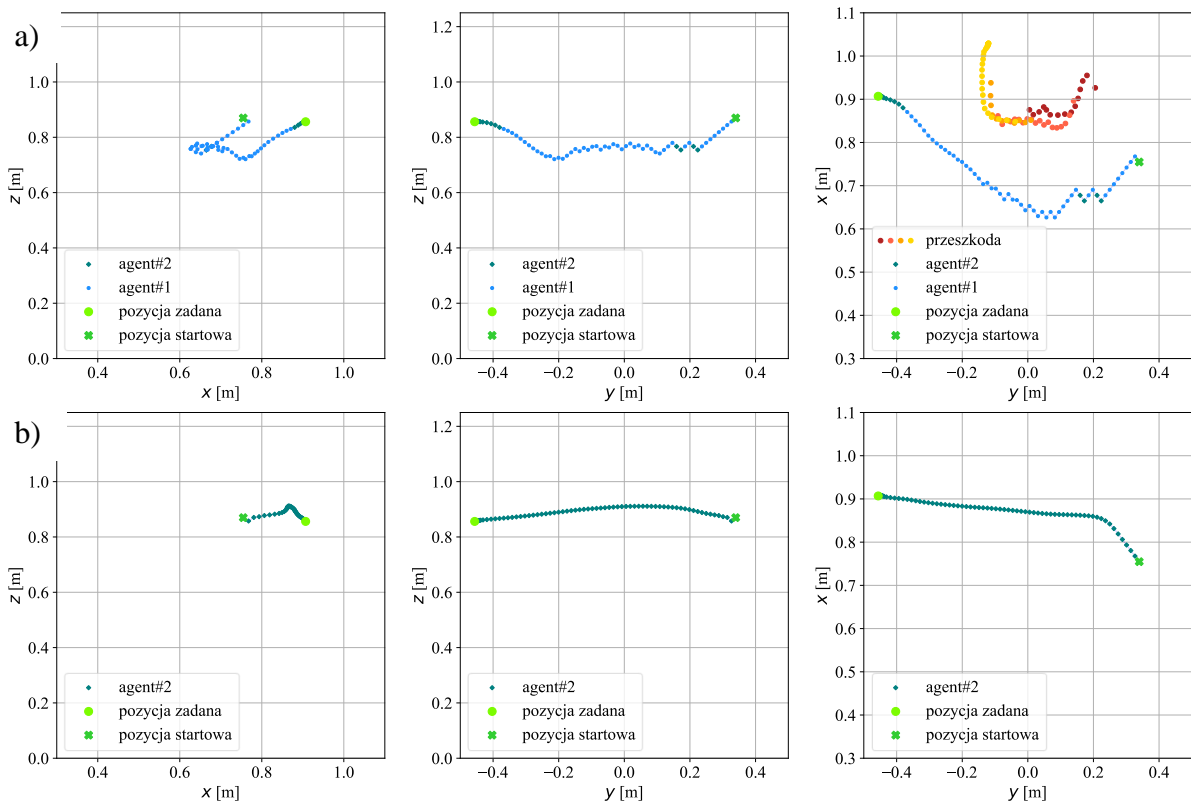 a)
z [m]
1.0
0.8
0.6
0.4
0.2
0.0
0.4
0.6
0.8
1.0
x [m]
agent#2
agent#1
pozycja zadana
pozycja startowa
z [m]
1.2
1.0
0.8
0.6
0.4
0.2
0.0
−0.4
−0.2
0.0
0.2
0.4
y [m]
agent#2
agent#1
pozycja zadana
pozycja startowa
x [m]
1.1
1.0
0.9
0.8
0.7
0.6
0.5
0.4
0.3
−0.4
−0.2
0.0
0.2
0.4
y [m]
przeszkoda
agent#2
agent#1
pozycja zadana
pozycja startowa
b)
z [m]
1.0
0.8
0.6
0.4
0.2
0.0
0.4
0.6
0.8
1.0
x [m]
agent#2
pozycja zadana
pozycja startowa
z [m]
1.2
1.0
0.8
0.6
0.4
0.2
0.0
−0.4
−0.2
0.0
0.2
0.4
y [m]
agent#2
pozycja zadana
pozycja startowa
x [m]
1.1
1.0
0.9
0.8
0.7
0.6
0.5
0.4
0.3
−0.4
−0.2
0.0
0.2
0.4
y [m]
agent#2
pozycja zadana
pozycja startowa